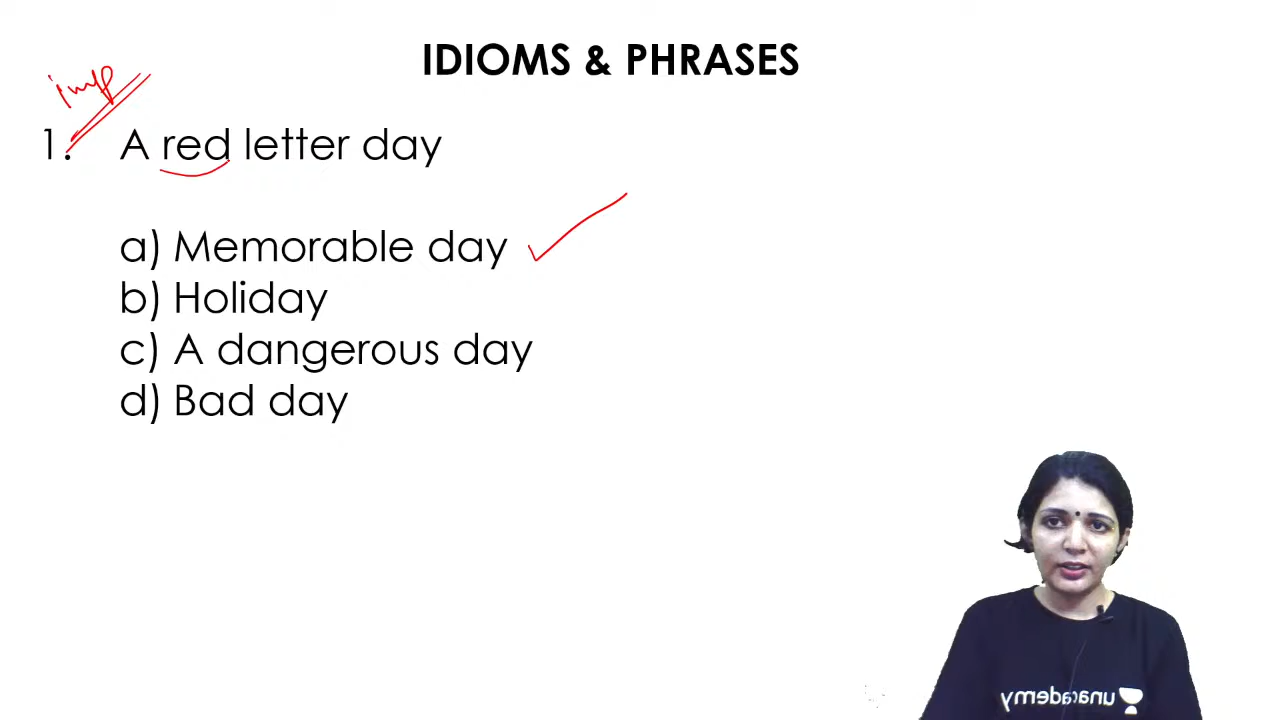 IDIOMS & PHRASES
imp
1. A red letter day
a) Memorable day
b) Holiday
c) A dangerous day
d) Bad day
unacademy